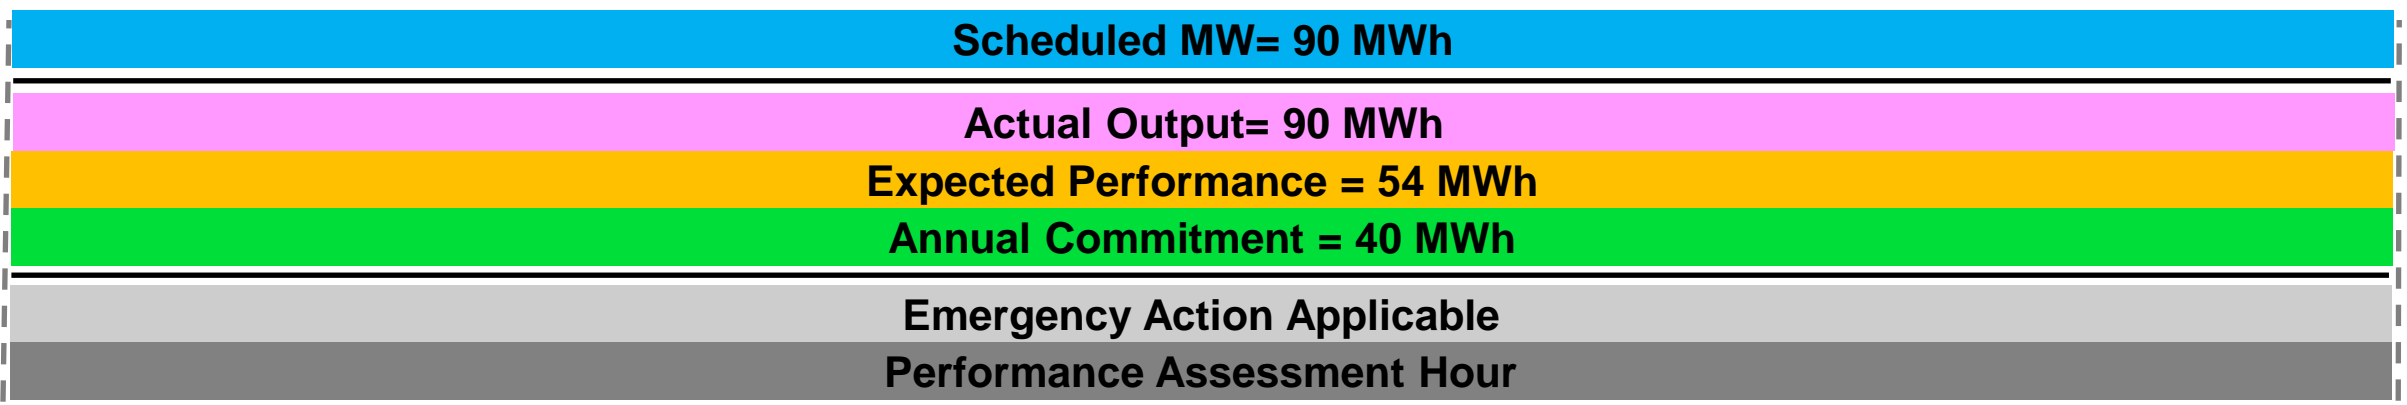 Scheduled MW= 90 MWh
Actual Output= 90 MWh
Expected Performance = 54 MWh
Annual Commitment = 40 MWh
Emergency Action Applicable
Performance Assessment Hour